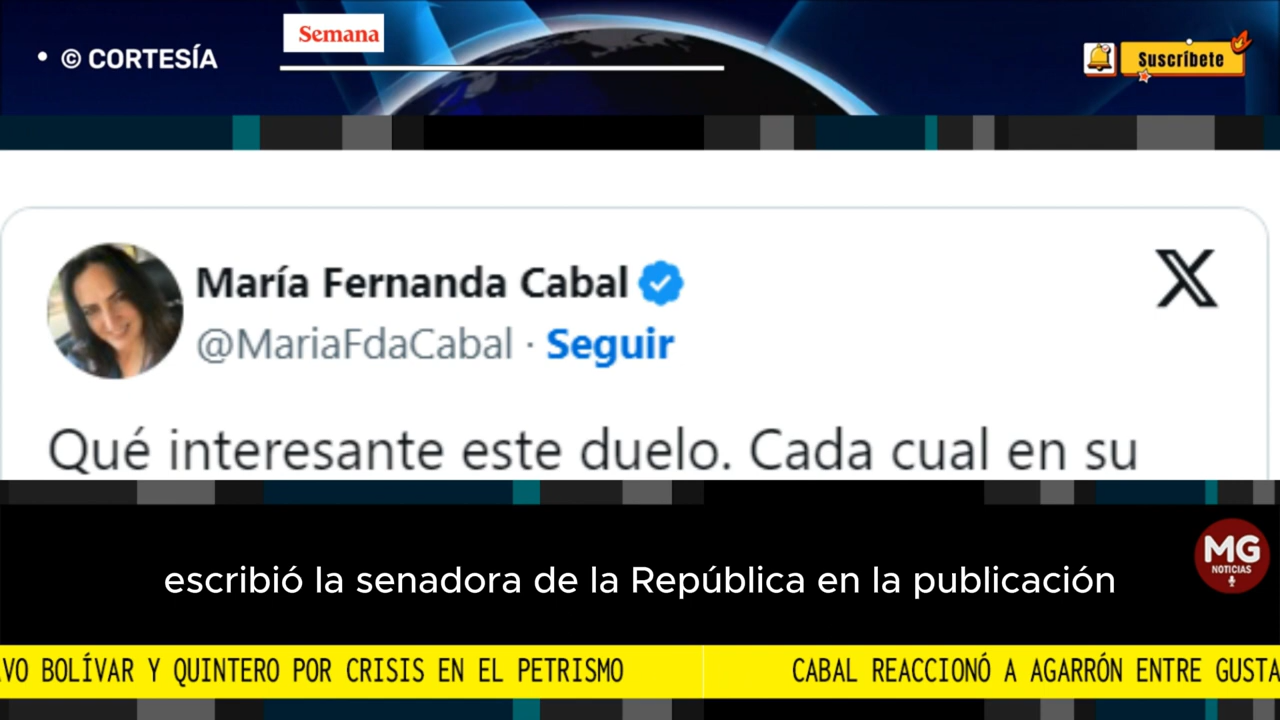 • © CORTESÍA
Semana
Suscríbete
María Fernanda Cabal
@MariaFdaCabal · Seguir
X
Qué interesante este duelo. Cada cual en su
escribió la senadora de la República en la publicación
MG
NOTICIAS
VO BOLÍVAR Y QUINTERO POR CRISIS EN EL PETRISMO
CABAL REACCIONÓ A AGARRÓN ENTRE GUSTA